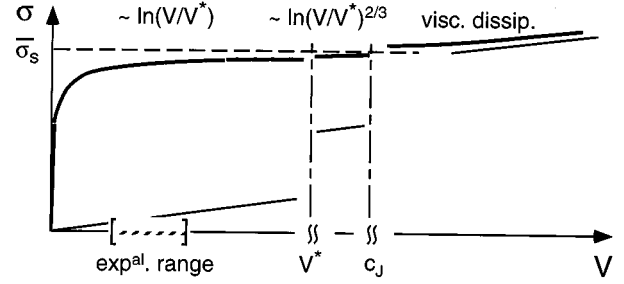 σ ~ ln(V/V*) ~ ln(V/V*)^2/3 visc. dissip.
σ̅s
[ ]
exp^al. range V* cJ V